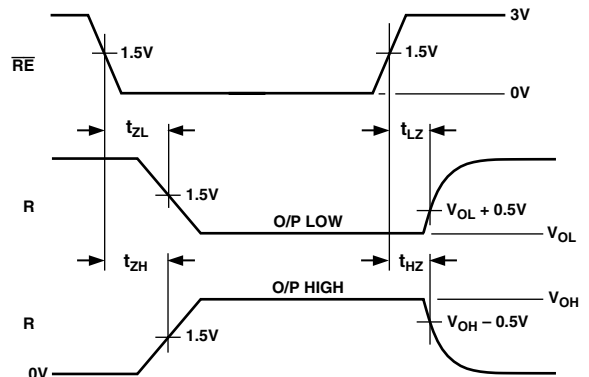 3V
RE
1.5V
1.5V
0V
tZL
tLZ
R
1.5V
O/P LOW
VOL + 0.5V
VOL
tZH
tHZ
O/P HIGH
VOH
R
1.5V
VOH – 0.5V
0V